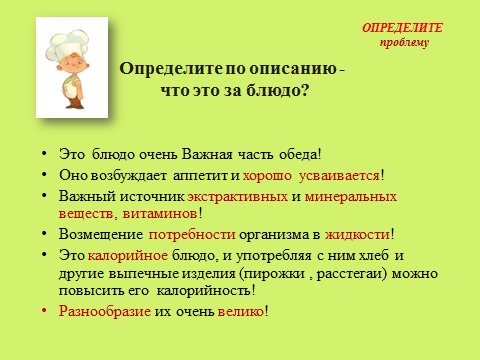 ОПРЕДЕЛИТЕ
проблему
Определите по описанию -
что это за блюдо?
• Это блюдо очень Важная часть обеда!
• Оно возбуждает аппетит и хорошо усваивается!
• Важный источник экстрактивных и минеральных
веществ, витаминов!
• Возмещение потребности организма в жидкости!
• Это калорийное блюдо, и употребляя с ним хлеб и
другие выпечные изделия (пирожки , расстегаи) можно
повысить его калорийность!
• Разнообразие их очень велико!